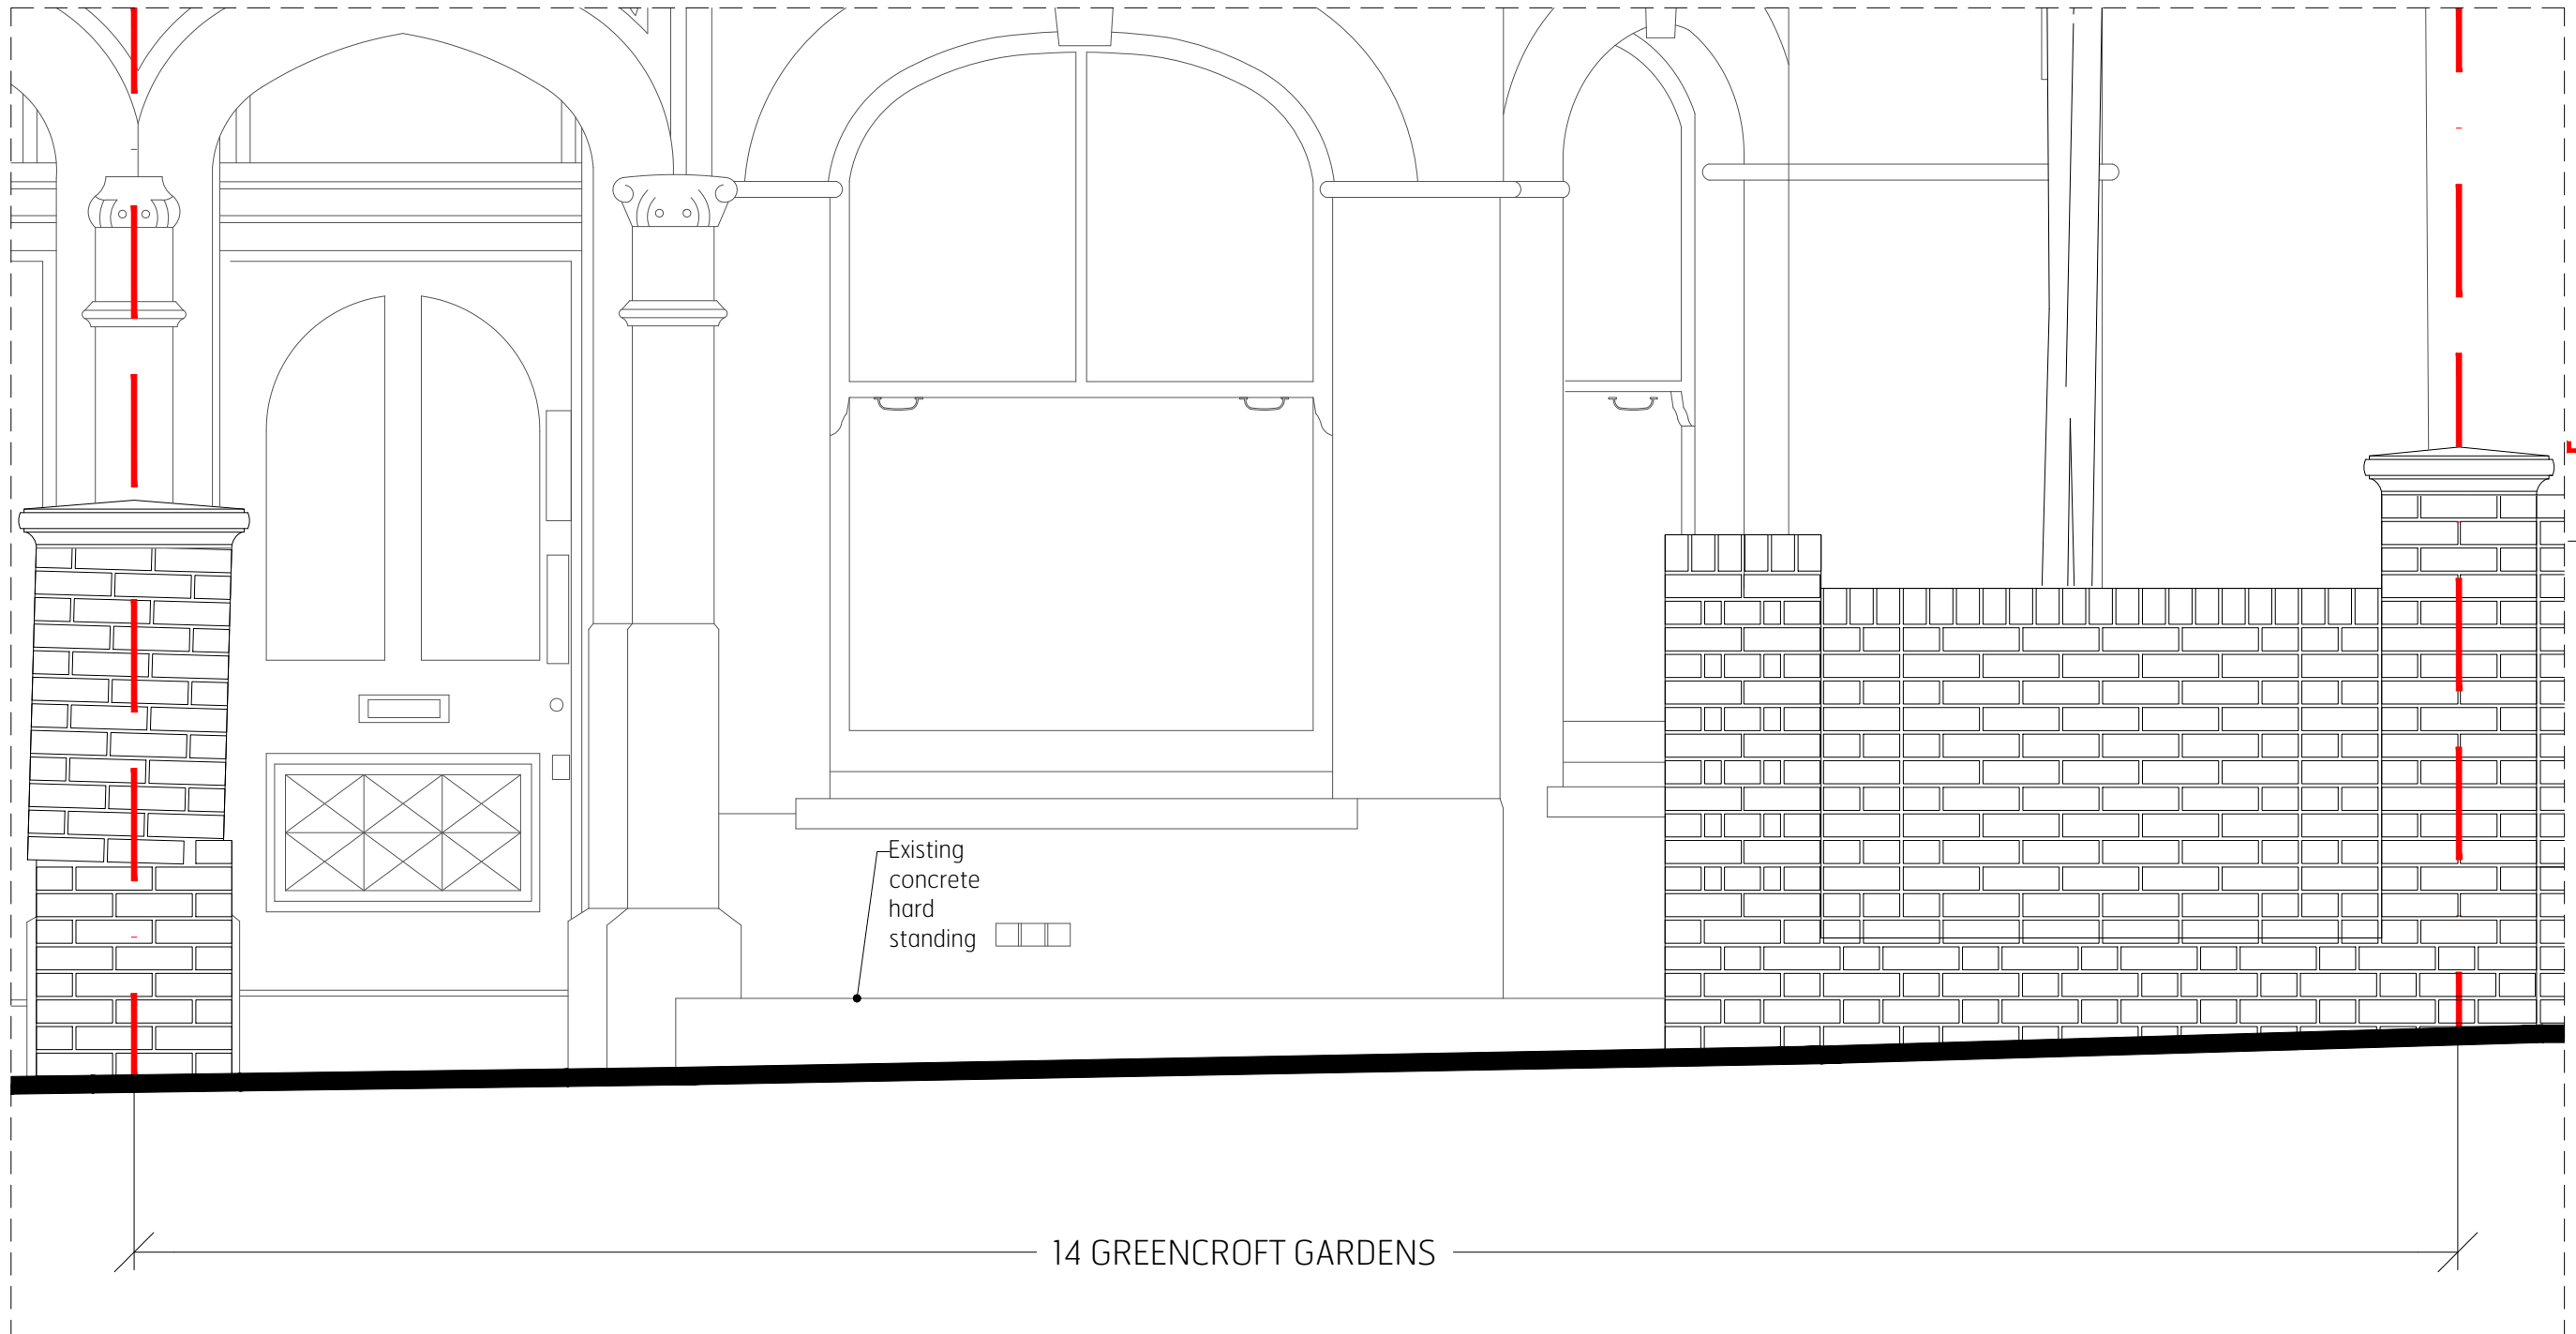 Existing
concrete
hard
standing
14 GREENCROFT GARDENS